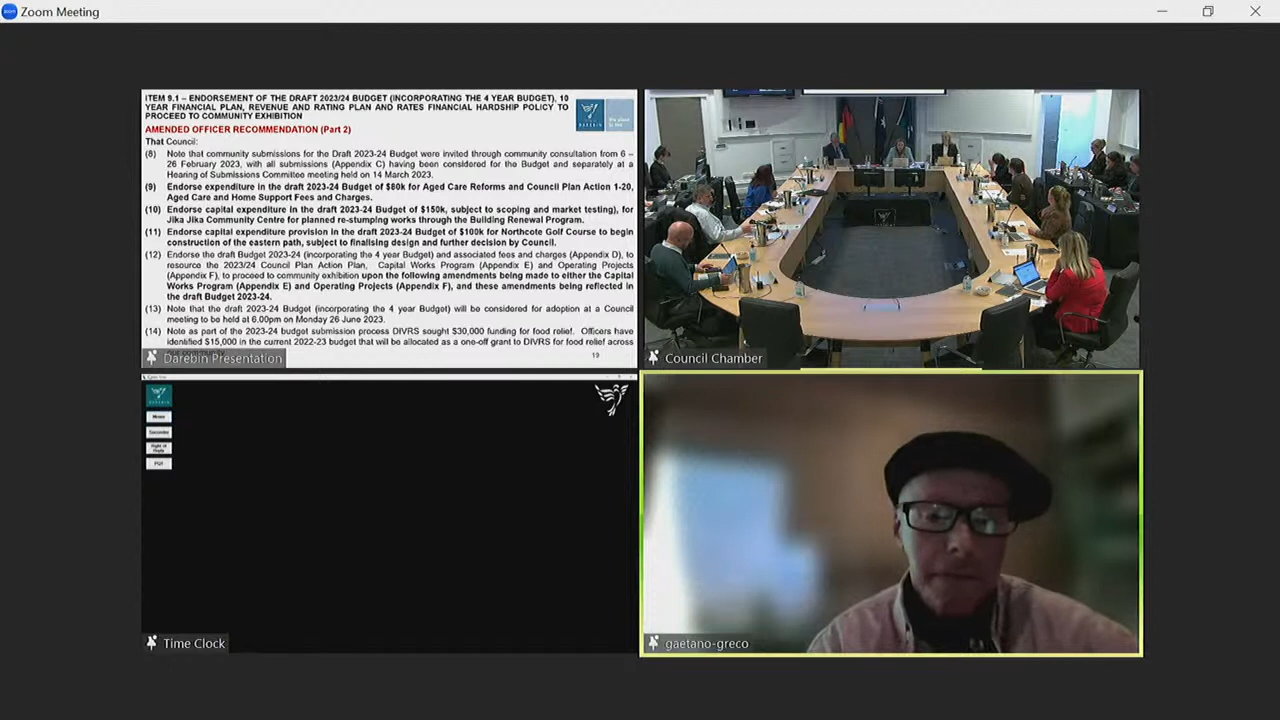 Zoom Meeting
ITEM 9.1 – ENDORSEMENT OF THE DRAFT 2023/24 BUDGET (INCORPORATING THE 4 YEAR BUDGET), 10
YEAR FINANCIAL PLAN, REVENUE AND RATING PLAN AND RATES FINANCIAL HARDSHIP POLICY TO
PROCEED TO COMMUNITY EXHIBITION
AMENDED OFFICER RECOMMENDATION (Part 2)
That Council:
(8) Note that community submissions for the Draft 2023-24 Budget were invited through community consultation from 6 –
26 February 2023, with all submissions (Appendix C) having been considered for the Budget and separately at a
Hearing of Submissions Committee meeting held on 14 March 2023.
(9) Endorse expenditure in the draft 2023-24 Budget of $80k for Aged Care Reforms and Council Plan Action 1-20,
Aged Care and Home Support Fees and Charges.
(10) Endorse capital expenditure in the draft 2023-24 Budget of $150k, subject to scoping and market testing), for
Jika Jika Community Centre for planned re-stumping works through the Building Renewal Program.
(11) Endorse capital expenditure provision in the draft 2023-24 Budget of $100k for Northcote Golf Course to begin
construction of the eastern path, subject to finalising design and further decision by Council.
(12) Endorse the draft Budget 2023-24 (incorporating the 4 year Budget) and associated fees and charges (Appendix D), to
resource the 2023/24 Council Plan Action Plan, Capital Works Program (Appendix E) and Operating Projects
(Appendix F), to proceed to community exhibition upon the following amendments being made to either the Capital
Works Program (Appendix E) and Operating Projects (Appendix F), and these amendments being reflected in
the draft Budget 2023-24.
(13) Note that the draft 2023-24 Budget (incorporating the 4 year Budget) will be considered for adoption at a Council
meeting to be held at 6.00pm on Monday 26 June 2023.
(14) Note as part of the 2023-24 budget submission process DIVRS sought $30,000 funding for food relief. Officers have
identified $15,000 in the current 2022-23 budget that will be allocated as a one-off grant to DIVRS for food relief across
19
DAREBIN
Darebin Presentation
Council Chamber
Mover
Seconder
Right of
Reply
Time Clock
gaetano-greco